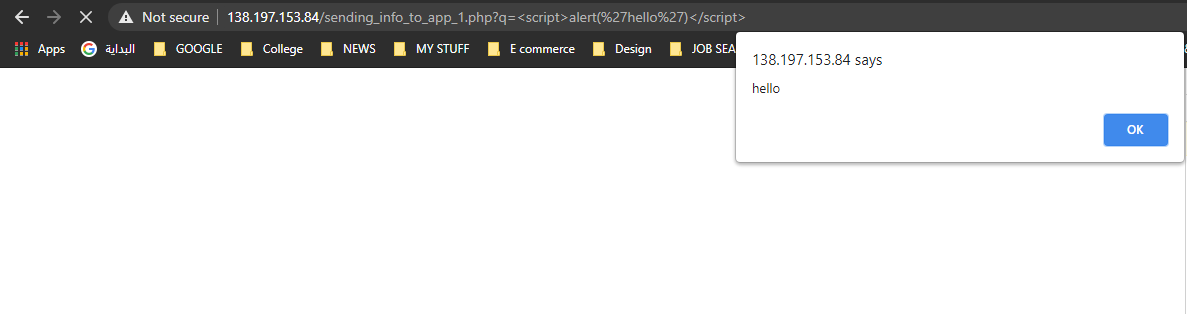 Not secure 138.197.153.84/sending_info_to_app_1.php?q=<script>alert(%27hello%27)</script>
Apps البداية GOOGLE College NEWS MY STUFF E commerce Design JOB SEA
138.197.153.84 says
hello
OK